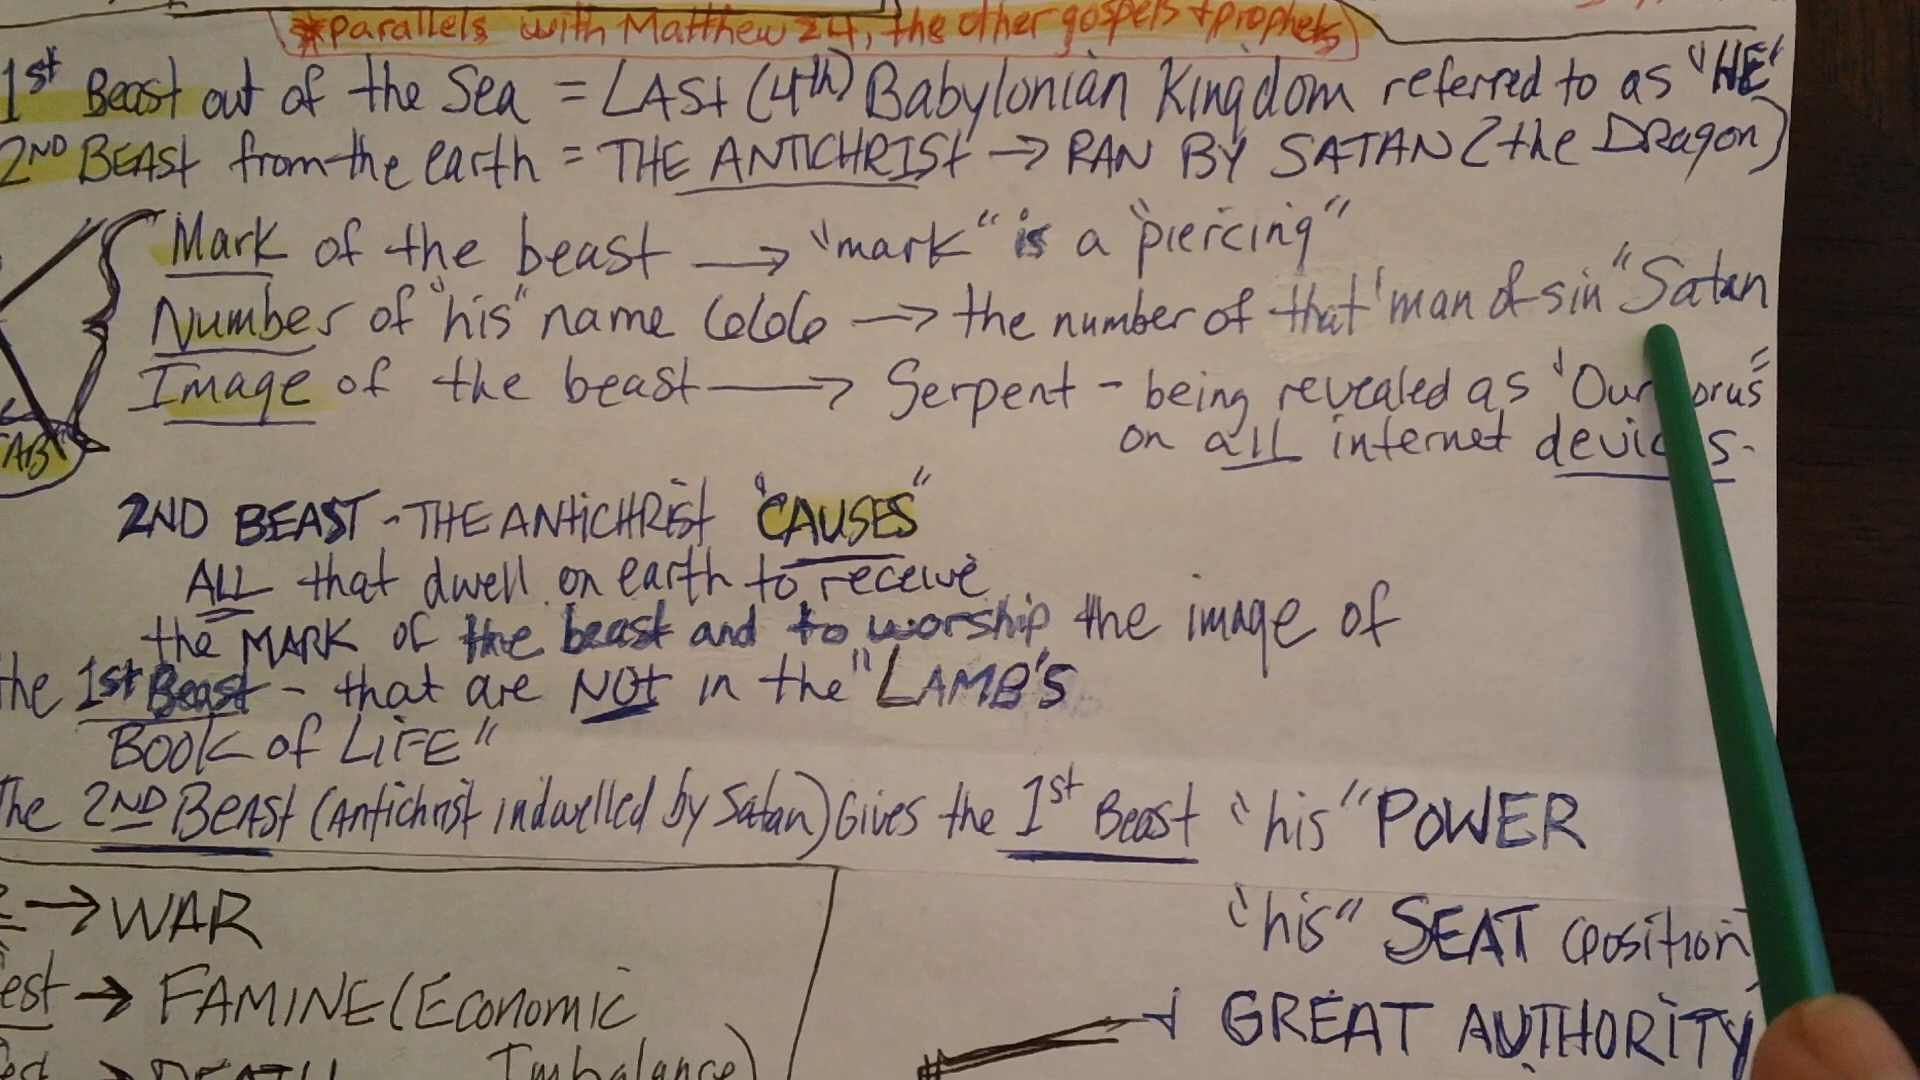 *parallels with Matthew 24, the other gospels + prophets
1st Beast out of the Sea = LAST (4th) Babylonian Kingdom referred to as "HE"
2ND BEAST from the earth = THE ANTICHRIST → RAN BY SATAN (the DRagon)
Mark of the beast → "mark" is a "piercing"
Number of "his" name 666 → the number of that "man of sin" Satan
Image of the beast → Serpent - being revealed as
on all internet
2ND BEAST - THE ANTICHRIST "CAUSES"
ALL that dwell on earth to receive
the MARK of the beast and to worship the image of
the 1st Beast - that are NOT in the "LAMB'S
BOOK of LIFE"
The 2ND BEAST (Antichrist indwelled by Satan) Gives the 1st Beast "his" POWER
"his" SEAT (position
→ WAR
+ GREAT AUTHORITY
→ FAMINE (Economic
Imbalance)
→ DEATH